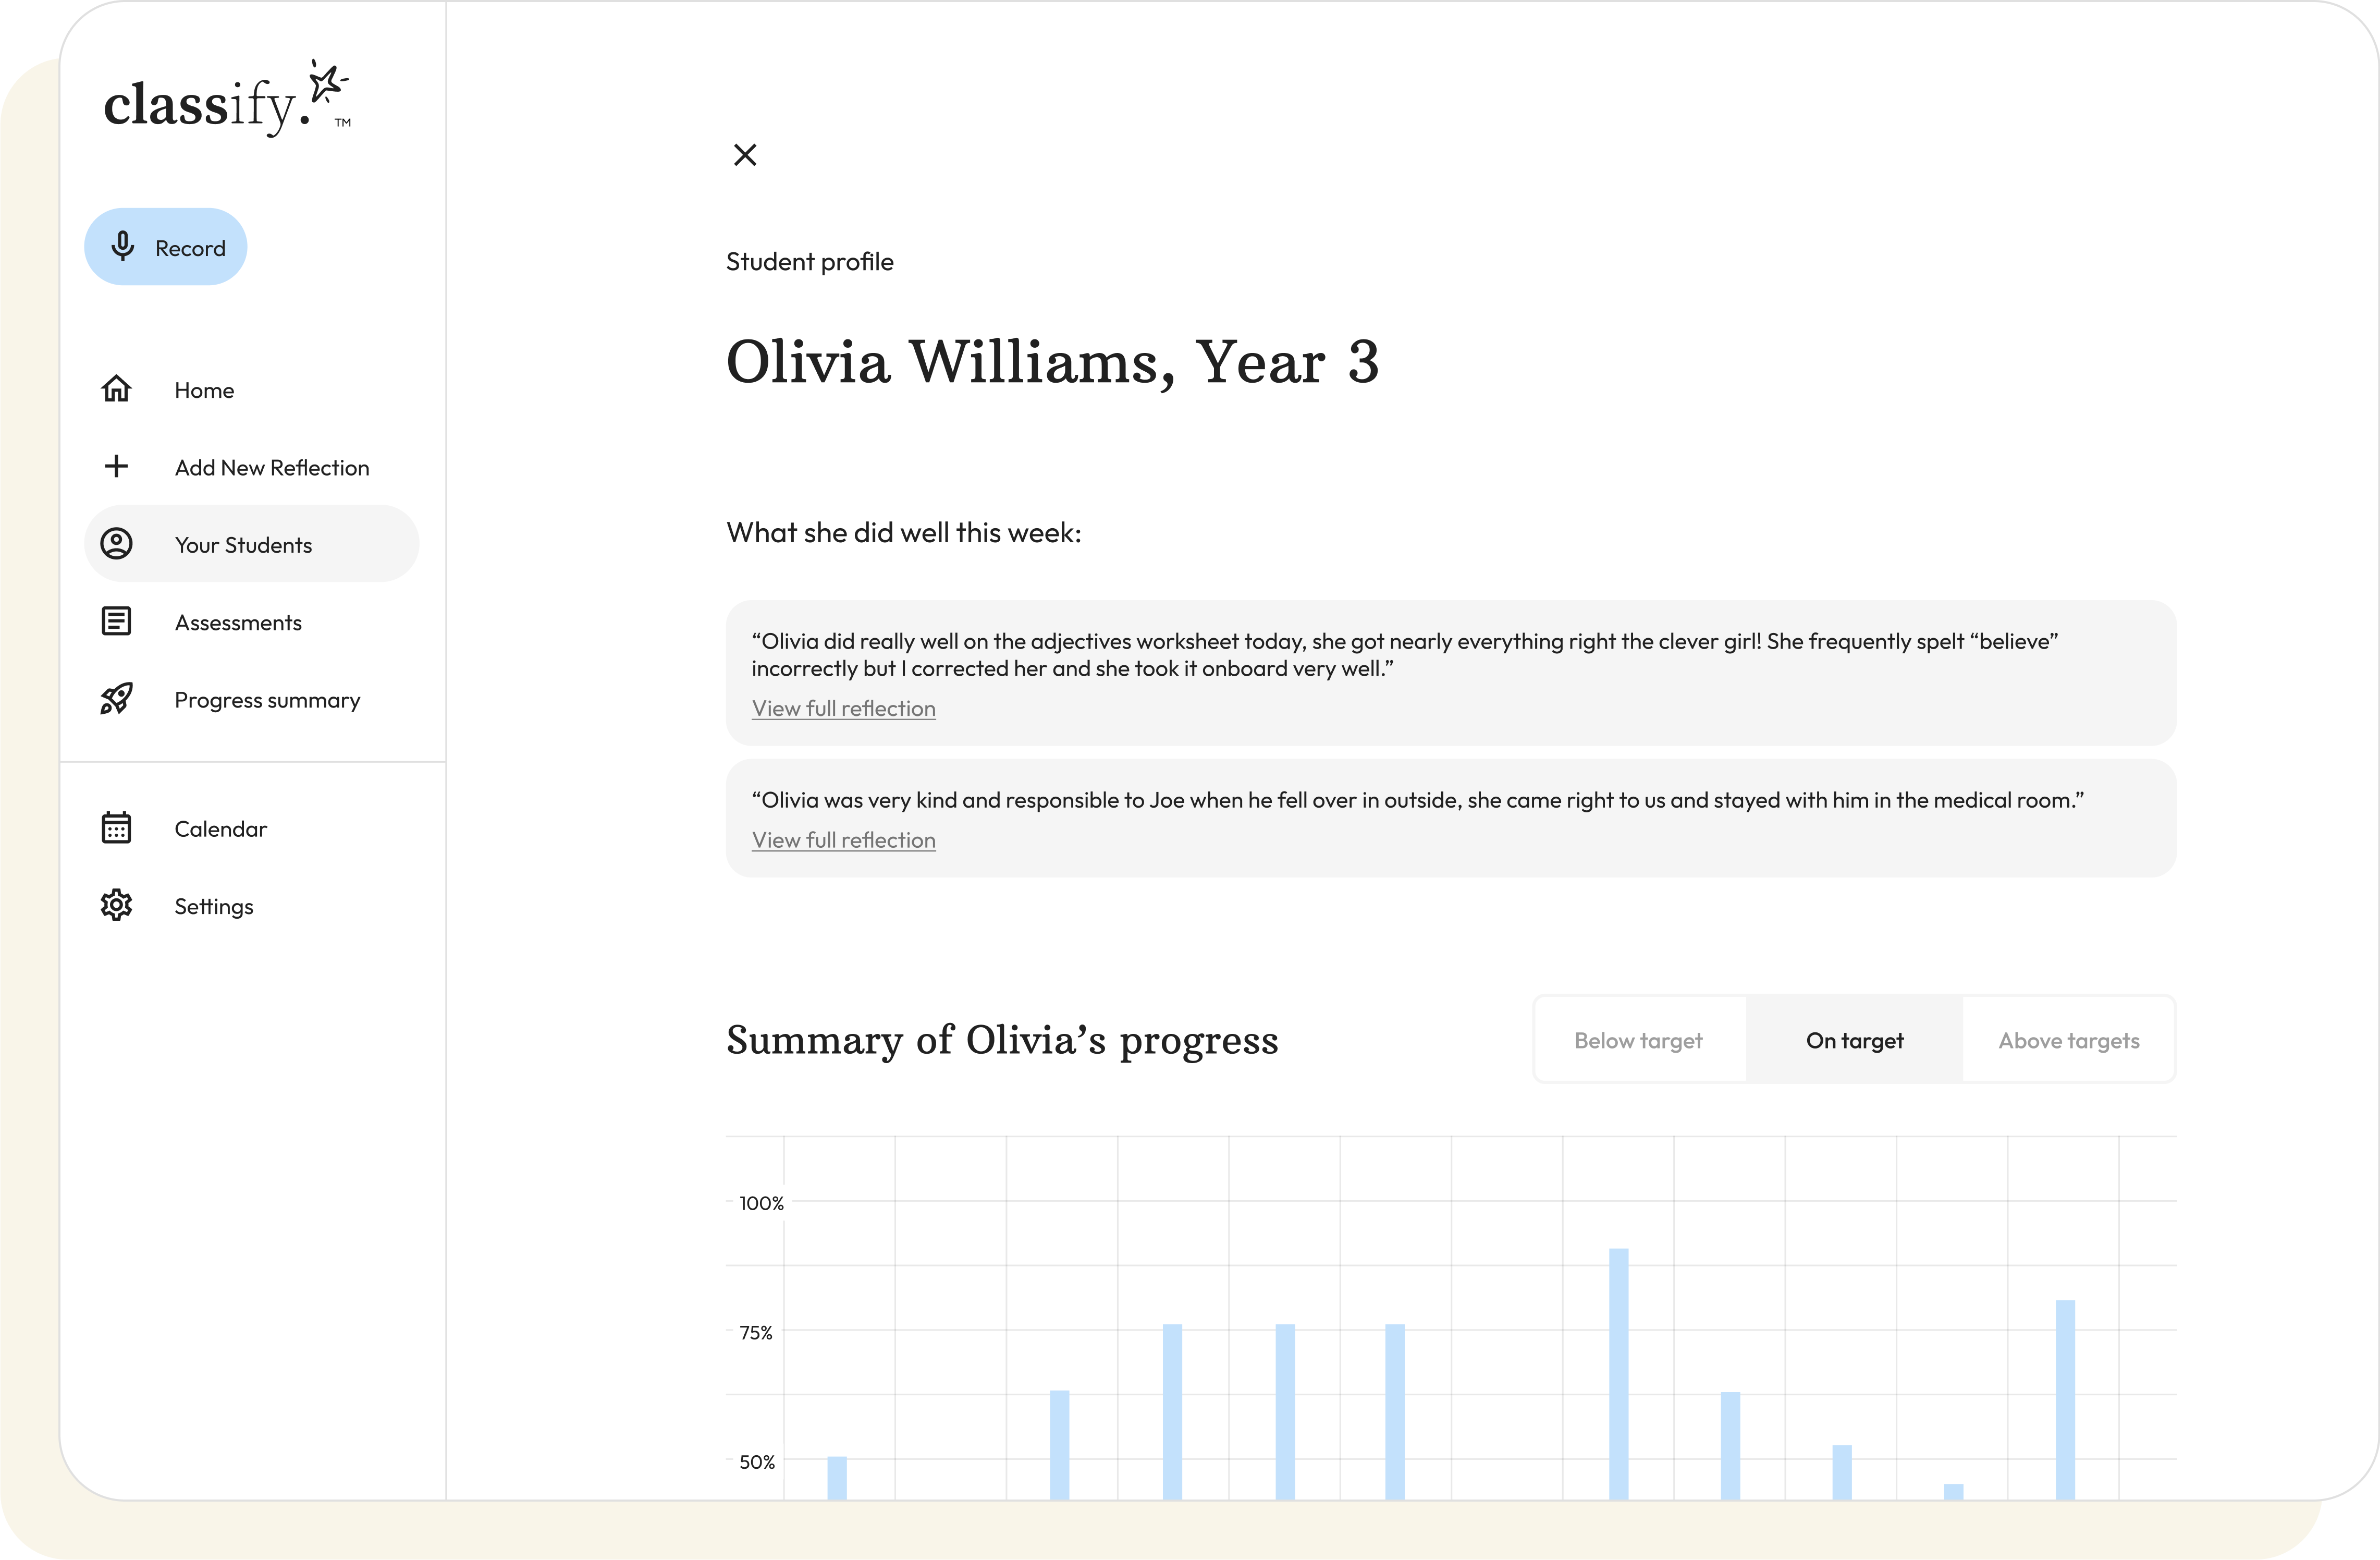 classify.™
Record
Home
Add New Reflection
Your Students
Assessments
Progress summary
Calendar
Settings
Student profile
Olivia Williams, Year 3
What she did well this week:
“Olivia did really well on the adjectives worksheet today, she got nearly everything right the clever girl! She frequently spelt “believe”
incorrectly but I corrected her and she took it onboard very well.”
View full reflection
“Olivia was very kind and responsible to Joe when he fell over in outside, she came right to us and stayed with him in the medical room.”
View full reflection
Summary of Olivia’s progress
Below target
On target
Above targets
100%
75%
50%